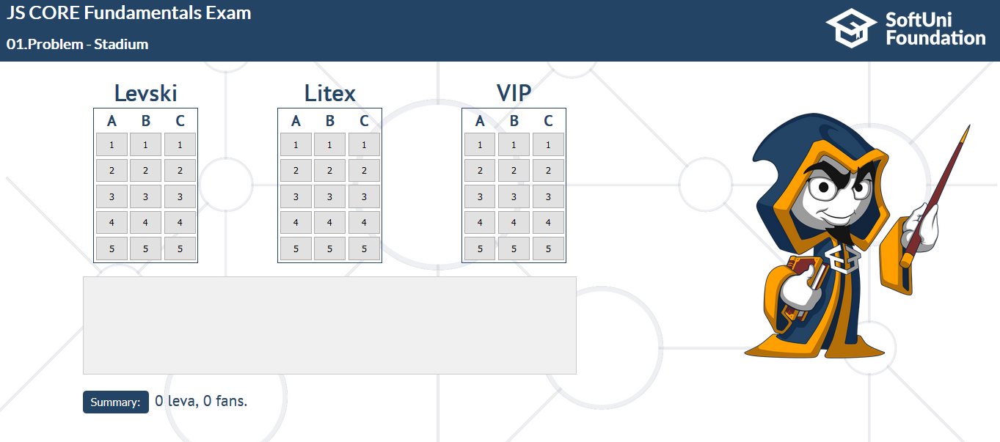 JS CORE Fundamentals Exam
01.Problem - Stadium
SoftUni
Foundation
Levski
A B C
1 1 1
2 2 2
3 3 3
4 4 4
5 5 5
Litex
A B C
1 1 1
2 2 2
3 3 3
4 4 4
5 5 5
VIP
A B C
1 1 1
2 2 2
3 3 3
4 4 4
5 5 5
Summary: 0 leva, 0 fans.